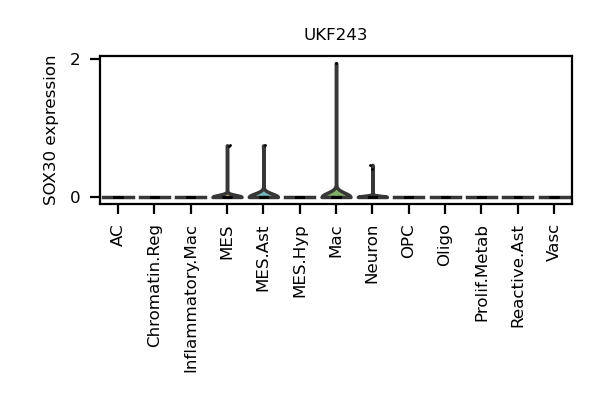 UKF243
SOX30 expression
2
0
AC
Chromatin.Reg
Inflammatory.Mac
MES
MES.Ast
MES.Hyp
Mac
Neuron
OPC
Oligo
Prolif.Metab
Reactive.Ast
Vasc